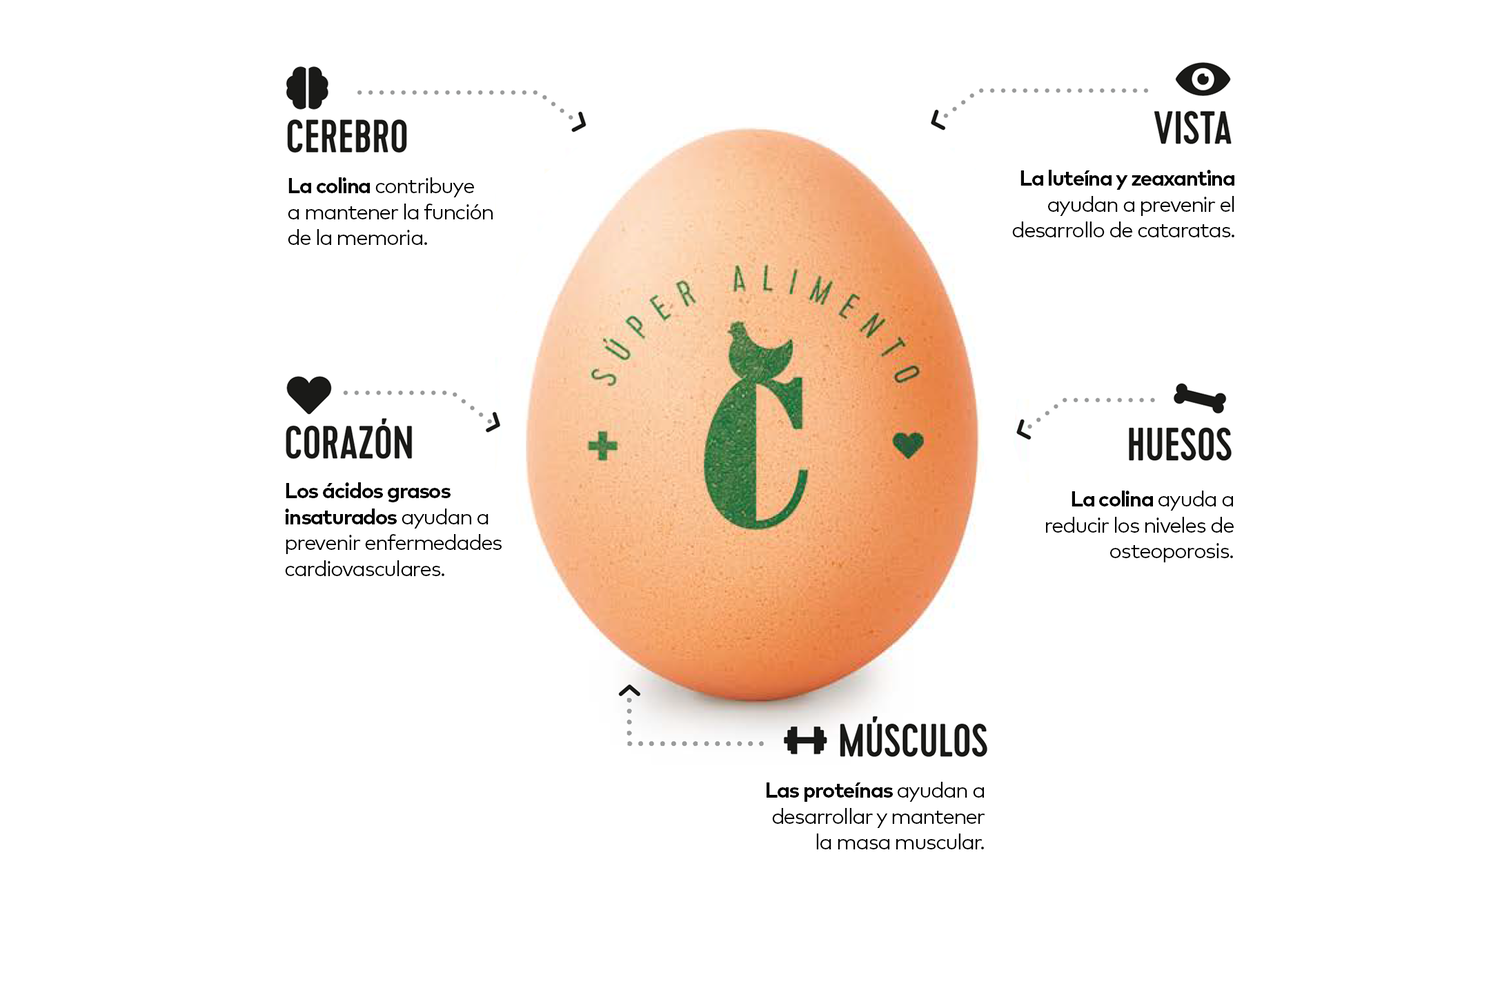 CEREBRO
La colina contribuye
a mantener la función
de la memoria.
VISTA
La luteína y zeaxantina
ayudan a prevenir el
desarrollo de cataratas.
SÚPER ALIMENTO
C
CORAZÓN
Los ácidos grasos
insaturados ayudan a
prevenir enfermedades
cardiovasculares.
HUESOS
La colina ayuda a
reducir los niveles de
osteoporosis.
MÚSCULOS
Las proteínas ayudan a
desarrollar y mantener
la masa muscular.